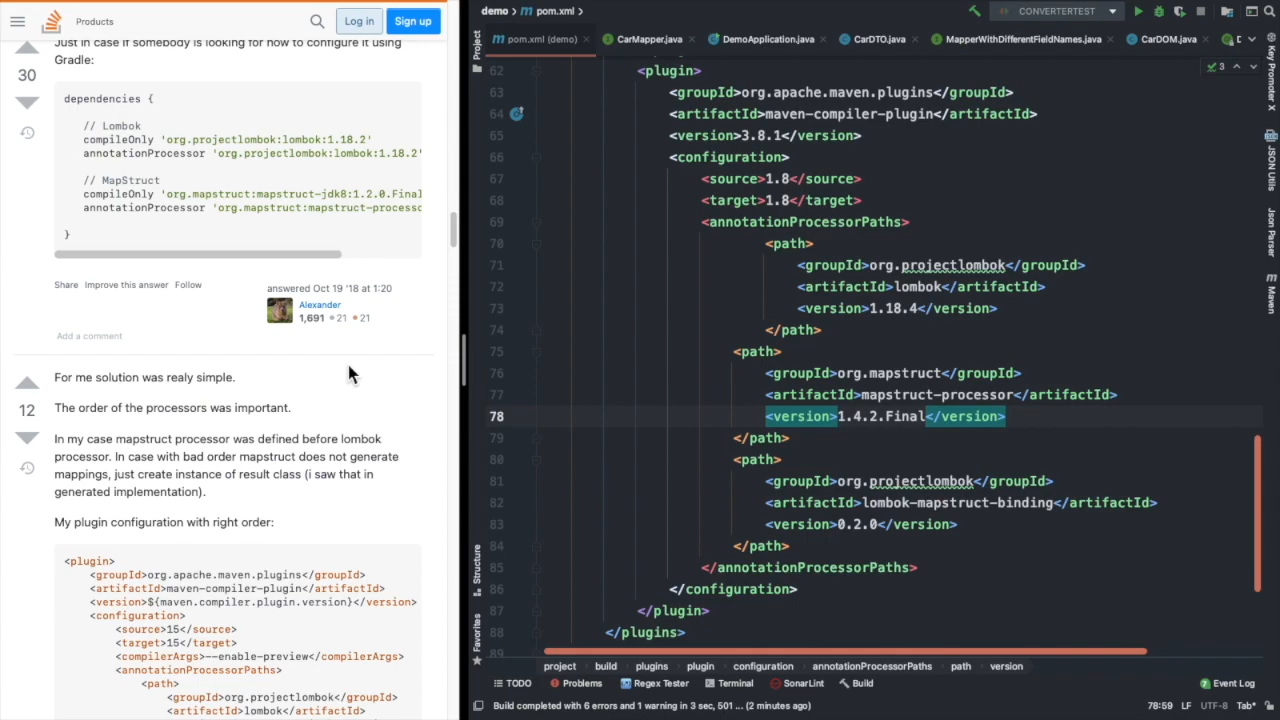 Products
Log in
Sign up
Just in case if somebody is looking for how to configure it using
Gradle:
30
dependencies {
// Lombok
compileOnly 'org.projectlombok:lombok:1.18.2'
annotationProcessor 'org.projectlombok:lombok:1.18.2'
// MapStruct
compileOnly 'org.mapstruct:mapstruct-jdk8:1.2.0.Final
annotationProcessor 'org.mapstruct:mapstruct-processo
}
Share Improve this answer Follow
answered Oct 19 '18 at 1:20
Alexander
1,691 21 21
Add a comment
For me solution was realy simple.
12
The order of the processors was important.
In my case mapstruct processor was defined before lombok
processor. In case with bad order mapstruct does not generate
mappings, just create instance of result class (i saw that in
generated implementation).
My plugin configuration with right order:
<plugin>
<groupId>org.apache.maven.plugins</groupId>
<artifactId>maven-compiler-plugin</artifactId>
<version>${maven.compiler.plugin.version}</version>
<configuration>
<source>15</source>
<target>15</target>
<compilerArgs>--enable-preview</compilerArgs>
<annotationProcessorPaths>
<path>
<groupId>org.projectlombok</groupId>
<artifactId>lombok</artifactId>
demo m pom.xml
CONVERTERTEST
m pom.xml (demo) CarMapper.java DemoApplication.java CarDTO.java MapperWithDifferentFieldNames.java CarDOM.java
3
62 <plugin>
63 <groupId>org.apache.maven.plugins</groupId>
64 <artifactId>maven-compiler-plugin</artifactId>
65 <version>3.8.1</version>
66 <configuration>
67 <source>1.8</source>
68 <target>1.8</target>
69 <annotationProcessorPaths>
70 <path>
71 <groupId>org.projectlombok</groupId>
72 <artifactId>lombok</artifactId>
73 <version>1.18.4</version>
74 </path>
75 <path>
76 <groupId>org.mapstruct</groupId>
77 <artifactId>mapstruct-processor</artifactId>
78 <version>1.4.2.Final</version>
79 </path>
80 <path>
81 <groupId>org.projectlombok</groupId>
82 <artifactId>lombok-mapstruct-binding</artifactId>
83 <version>0.2.0</version>
84 </path>
85 </annotationProcessorPaths>
86 </configuration>
87 </plugin>
88 </plugins>
89
Project
Structure
Favorites
Key Promoter X
JSON Utils
Json Parser
m Maven
project build plugins plugin configuration annotationProcessorPaths path version
TODO Problems Regex Tester Terminal SonarLint Build Event Log
Build completed with 6 errors and 1 warning in 3 sec, 501 ... (2 minutes ago) 78:59 LF UTF-8 Tab*